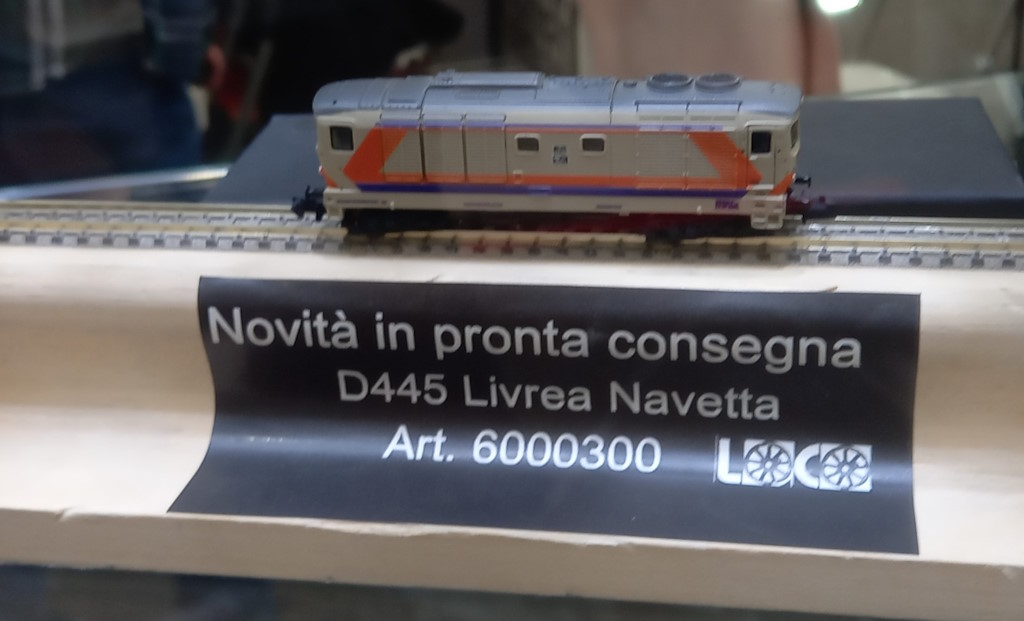 Novità in pronta consegna
D445 Livrea Navetta
Art. 6000300
LOCO